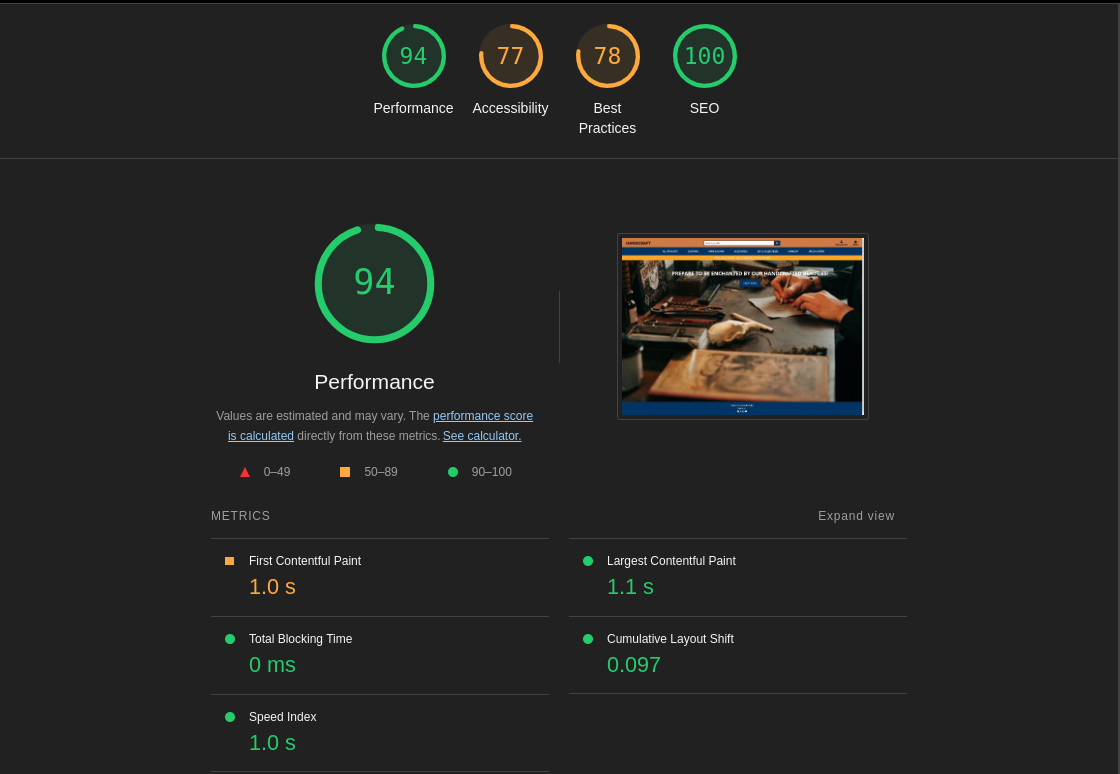 94
77
78
100
Performance
Accessibility
Best
Practices
SEO
94
HANDCRAFT
PREPARE TO BE ENCHANTED BY OUR HANDCRAFTED
Performance
Values are estimated and may vary. The performance score
is calculated directly from these metrics. See calculator.
0–49
50–89
90–100
METRICS
Expand view
First Contentful Paint
1.0 s
Largest Contentful Paint
1.1 s
Total Blocking Time
0 ms
Cumulative Layout Shift
0.097
Speed Index
1.0 s